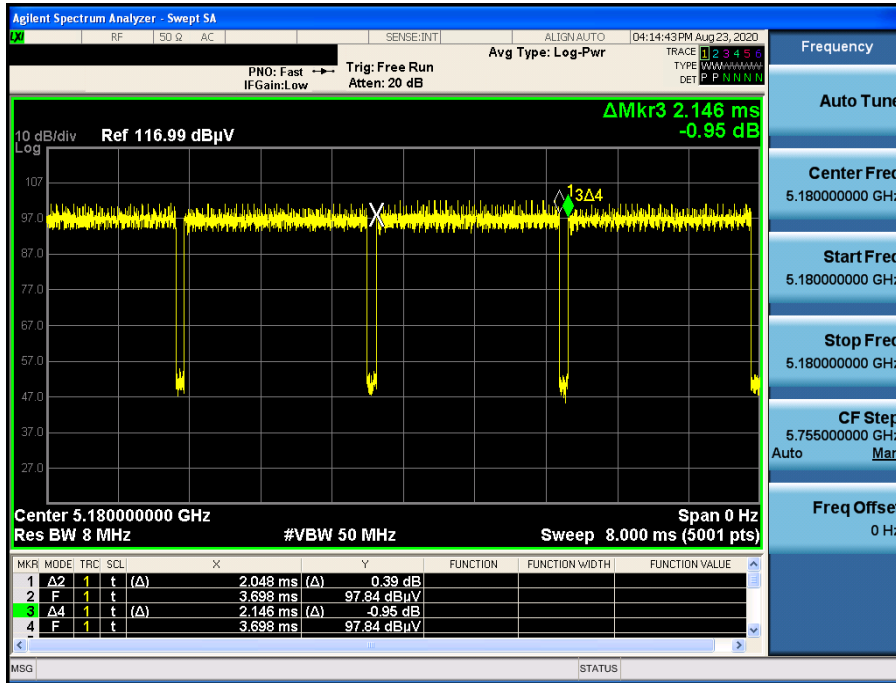 Agilent Spectrum Analyzer - Swept SA
LXI RF 50 Ω AC SENSE:INT ALIGN AUTO 04:14:43 PM Aug 23, 2020
Avg Type: Log-Pwr TRACE 1 2 3 4 5 6
PNO: Fast Trig: Free Run TYPE
IFGain:Low Atten: 20 dB DET P P N N N N
Frequency
Auto Tune
Center Freq
5.180000000 GHz
Start Freq
5.180000000 GHz
Stop Freq
5.180000000 GHz
CF Step
5.755000000 GHz
Auto Man
Freq Offset
0 Hz
ΔMkr3 2.146 ms
-0.95 dB
10 dB/div Ref 116.99 dBµV
Log
107
97.0
87.0
77.0
67.0
57.0
47.0
37.0
27.0
1 3Δ4
X
Center 5.180000000 GHz Span 0 Hz
Res BW 8 MHz #VBW 50 MHz Sweep 8.000 ms (5001 pts)
MKR MODE TRC SCL X Y FUNCTION FUNCTION WIDTH FUNCTION VALUE
1 Δ2 1 t (Δ) 2.048 ms (Δ) 0.39 dB
2 F 1 t 3.698 ms 97.84 dBµV
3 Δ4 1 t (Δ) 2.146 ms (Δ) -0.95 dB
4 F 1 t 3.698 ms 97.84 dBµV
MSG STATUS